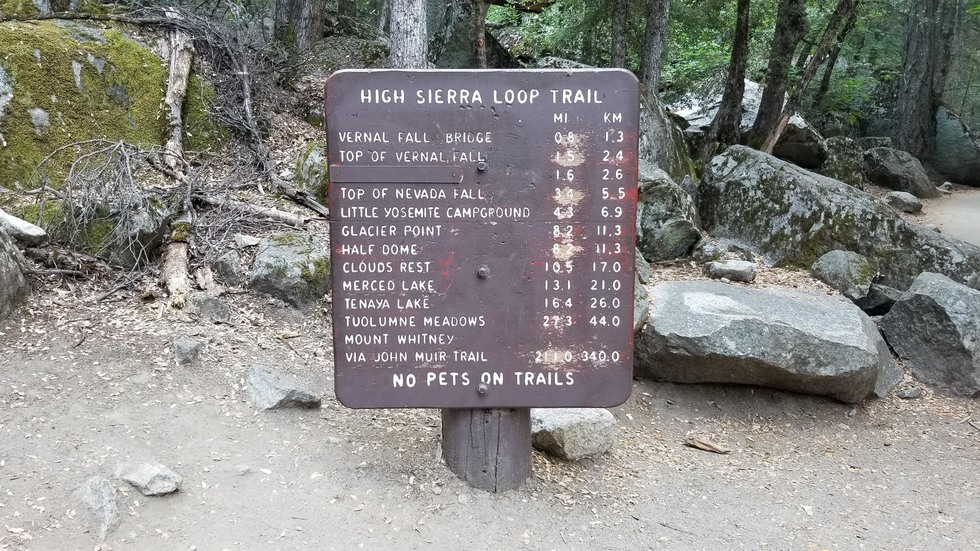 HIGH SIERRA LOOP TRAIL
MI KM
VERNAL FALL BRIDGE 0.8 1.3
TOP OF VERNAL FALL 1.5 2.4
1.6 2.6
TOP OF NEVADA FALL 3.4 5.5
LITTLE YOSEMITE CAMPGROUND 4.3 6.9
GLACIER POINT 8.2 11.3
HALF DOME 8.2 11.3
CLOUDS REST 10.5 17.0
MERCED LAKE 13.1 21.0
TENAYA LAKE 16.4 26.0
TUOLUMNE MEADOWS 27.3 44.0
MOUNT WHITNEY
VIA JOHN MUIR TRAIL 211.0 340.0
NO PETS ON TRAILS